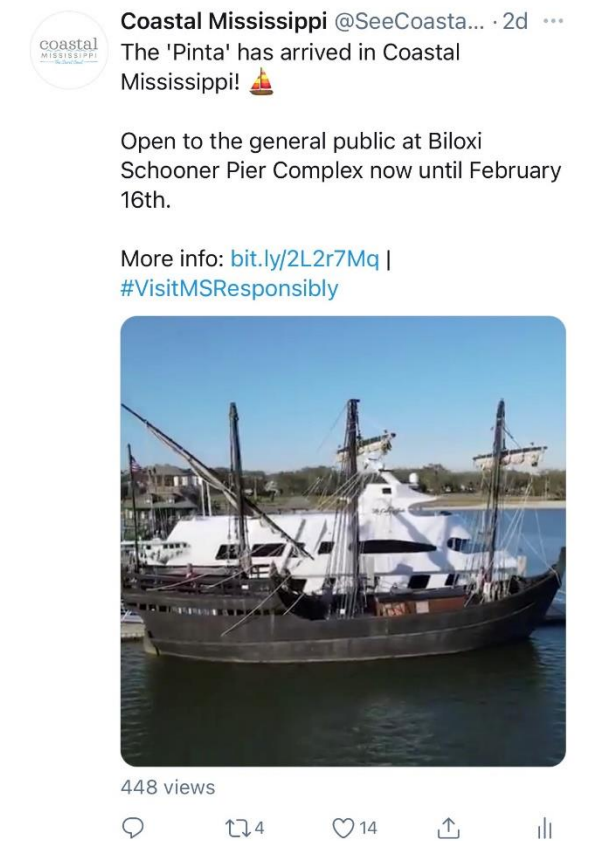 Coastal Mississippi @SeeCoasta... · 2d
coastal
MISSISSIPPI
The 'Pinta' has arrived in Coastal
Mississippi! ⛵
Open to the general public at Biloxi
Schooner Pier Complex now until February
16th.
More info: bit.ly/2L2r7Mq |
#VisitMSResponsibly
448 views
4
14